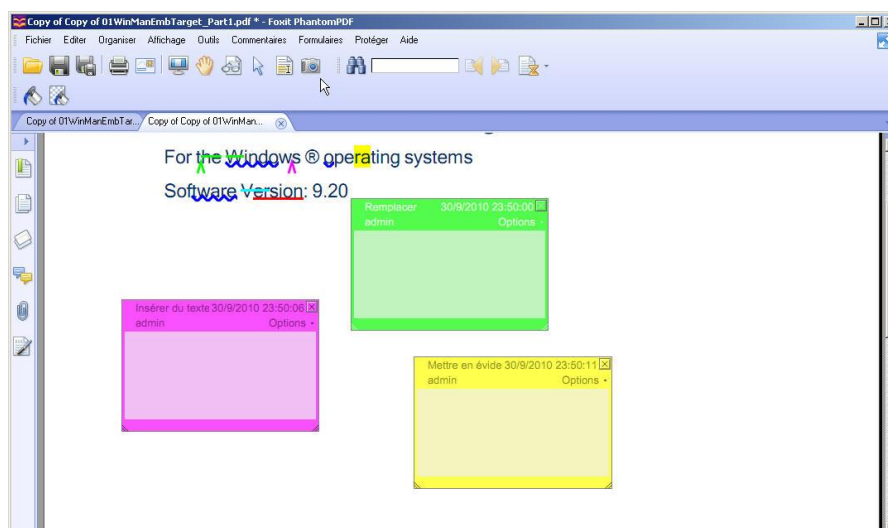 Copy of Copy of 01WinManEmbTarget_Part1.pdf * - Foxit PhantomPDF
Fichier Editer Organiser Affichage Outils Commentaires Formulaires Protéger Aide
Copy of 01WinManEmbTar... Copy of Copy of 01WinMan...
For the Windows ® operating systems
Software Version: 9.20
Remplacer 30/9/2010 23:50:00
admin Options
Insérer du texte 30/9/2010 23:50:06
admin Options
Mettre en évide 30/9/2010 23:50:11
admin Options